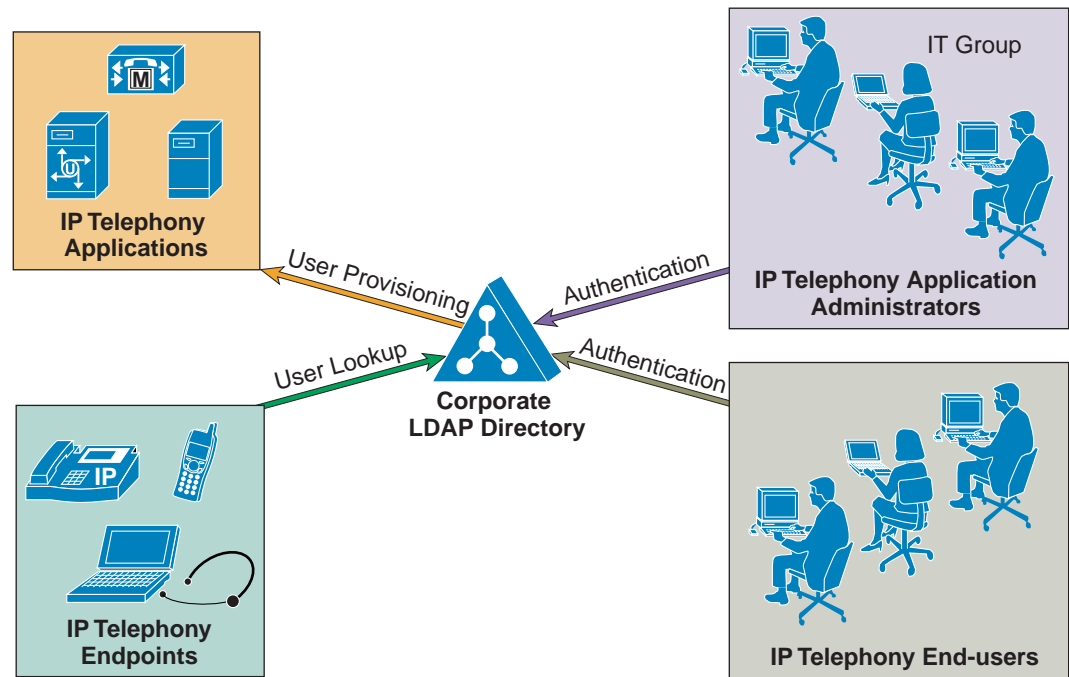 M
U
IP Telephony
Applications
IT Group
IP Telephony Application
Administrators
User Provisioning
Authentication
User Lookup
Authentication
Corporate
LDAP Directory
IP
IP Telephony
Endpoints
IP Telephony End-users